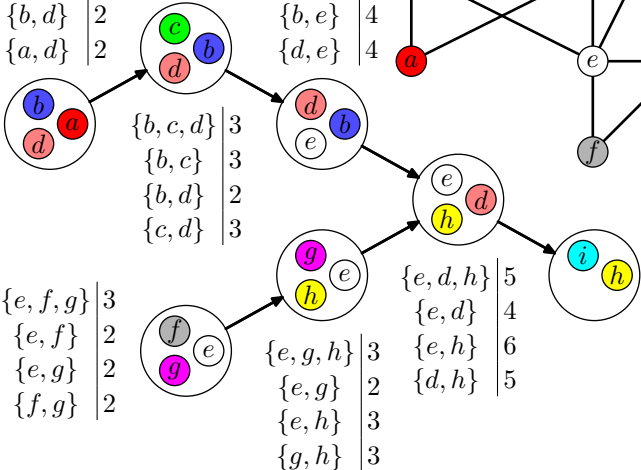 {b, d} 2
{a, d} 2
c
b
d
{b, e} 4
{d, e} 4
a
e
f
b
a
d
{b, c, d} 3
{b, c} 3
{b, d} 2
{c, d} 3
d
b
e
e
d
h
g
e
h
{e, d, h} 5
{e, d} 4
{e, h} 6
{d, h} 5
i
h
{e, f, g} 3
{e, f} 2
{e, g} 2
{f, g} 2
f
e
g
{e, g, h} 3
{e, g} 2
{e, h} 3
{g, h} 3